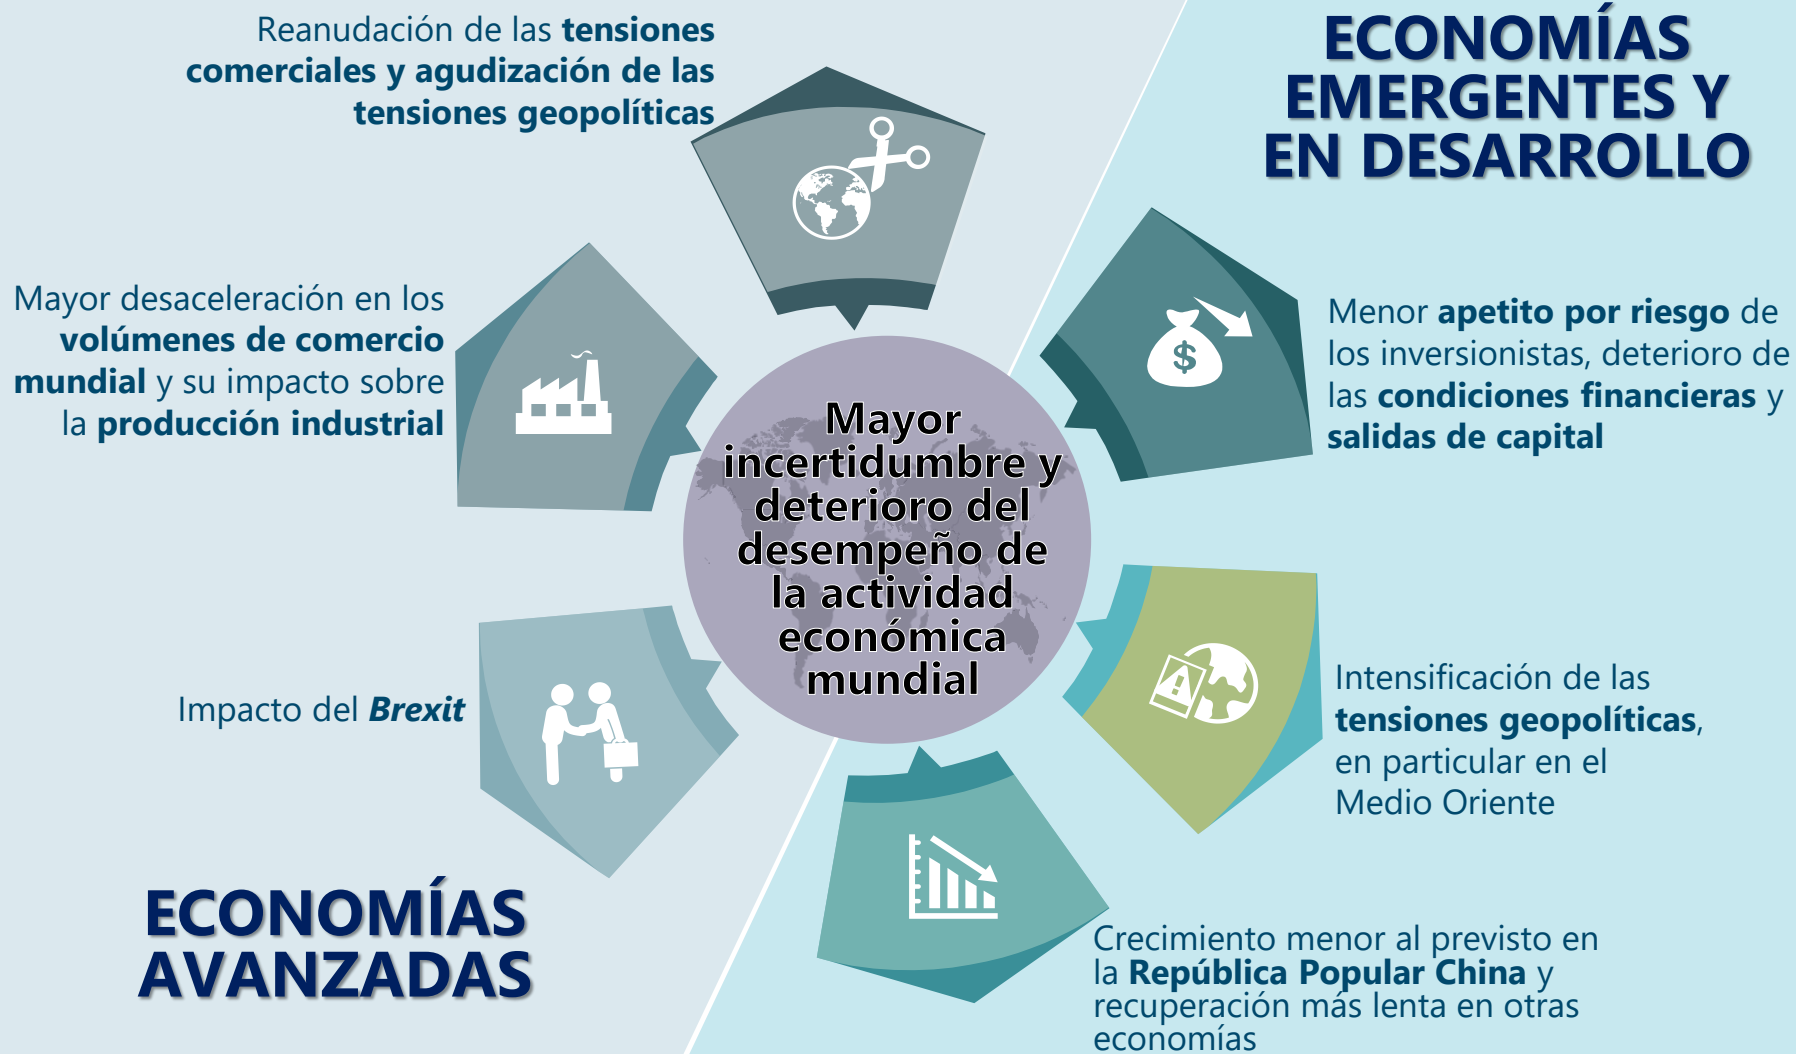 Reanudación de las tensiones
comerciales y agudización de las
tensiones geopolíticas
Mayor desaceleración en los
volúmenes de comercio
mundial y su impacto sobre
la producción industrial
Impacto del Brexit
ECONOMÍAS
AVANZADAS
Mayor
incertidumbre y
deterioro del
desempeño de
la actividad
económica
mundial
ECONOMÍAS
EMERGENTES Y
EN DESARROLLO
$
Menor apetito por riesgo de
los inversionistas, deterioro de
las condiciones financieras y
salidas de capital
Intensificación de las
tensiones geopolíticas,
en particular en el
Medio Oriente
Crecimiento menor al previsto en
la República Popular China y
recuperación más lenta en otras
economías